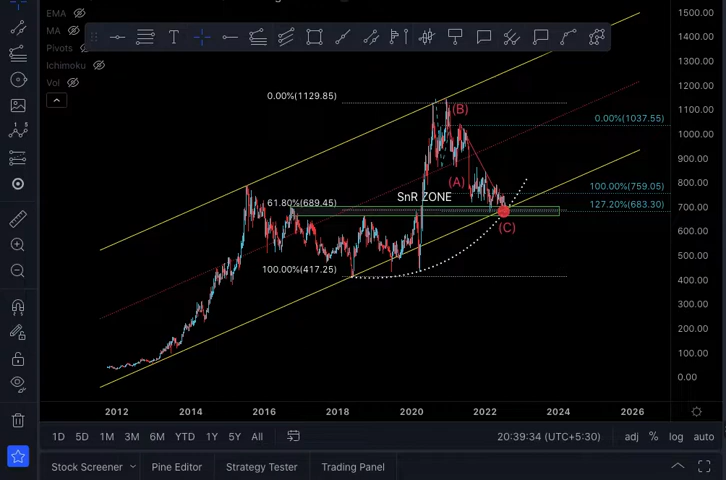 EMA
MA
Pivots
Ichimoku
Vol
T
1500.00
1400.00
1300.00
1200.00
1100.00
1000.00
900.00
800.00
700.00
600.00
500.00
400.00
300.00
200.00
100.00
0.00
0.00%(1129.85)
(B)
0.00%(1037.55)
(A)
100.00%(759.05)
SnR ZONE
61.80%(689.45)
127.20%(683.30)
(C)
100.00%(417.25)
2012 2014 2016 2018 2020 2022 2024 2026
1D 5D 1M 3M 6M YTD 1Y 5Y All
20:39:34 (UTC+5:30) adj % log auto
Stock Screener Pine Editor Strategy Tester Trading Panel